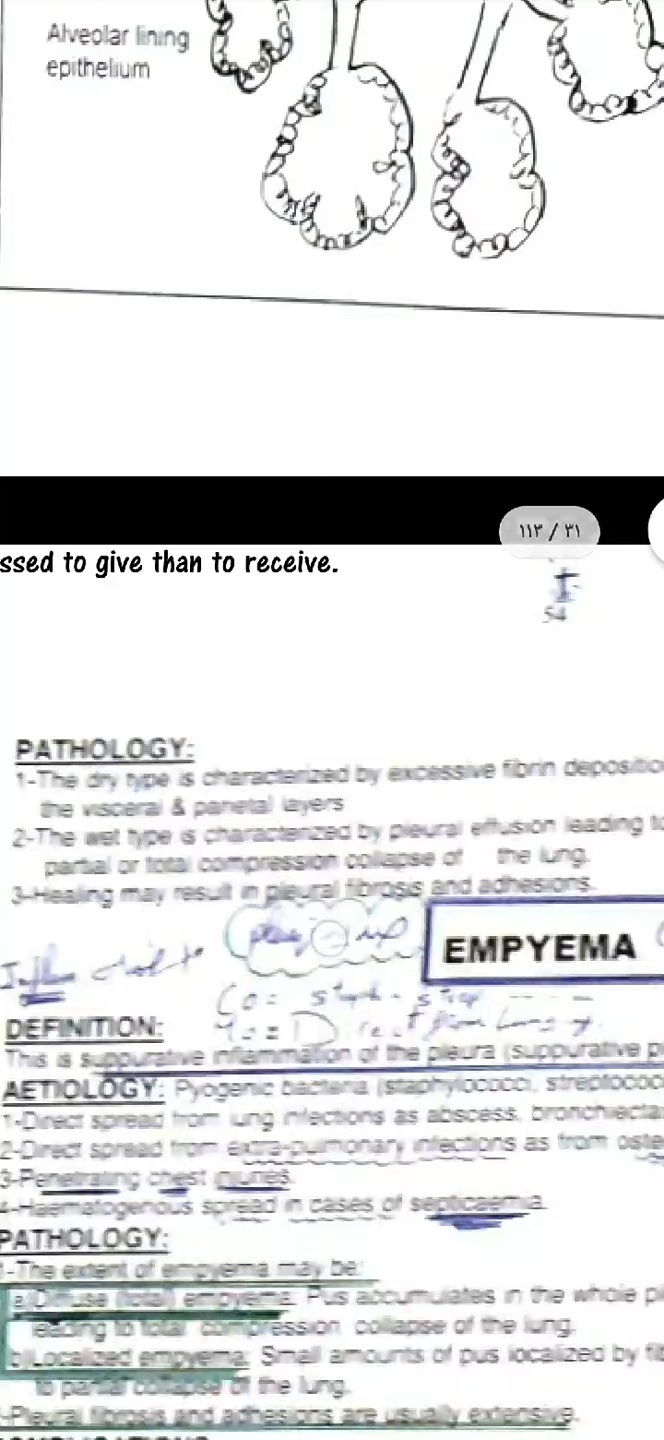 Alveolar lining
epithelium
١١٣ / ٣١
ssed to give than to receive.
54
PATHOLOGY:
1-The dry type is characterized by excessive fibrin depositio
the visceral & parietal layers
2-The wet type is characterized by pleural effusion leading to
partial or total compression collapse of the lung.
3-Healing may result in pleural fibrosis and adhesions.
EMPYEMA
DEFINITION:
This is suppurative inflammation of the pleura (suppurative p
AETIOLOGY: Pyogenic bacteria (staphylococci, streptococ
1-Direct spread from lung infections as abscess, bronchiecta
2-Direct spread from extra-pulmonary infections as from oste
3-Penetrating chest injuries.
4-Haematogenous spread in cases of septicaemia.
PATHOLOGY:
1-The extent of empyema may be:
a)Diffuse (total) empyema: Pus accumulates in the whole pl
leading to total compression collapse of the lung.
b)Localized empyema: Small amounts of pus localized by fib
to partial collapse of the lung.
-Pleural fibrosis and adhesions are usually extensive.